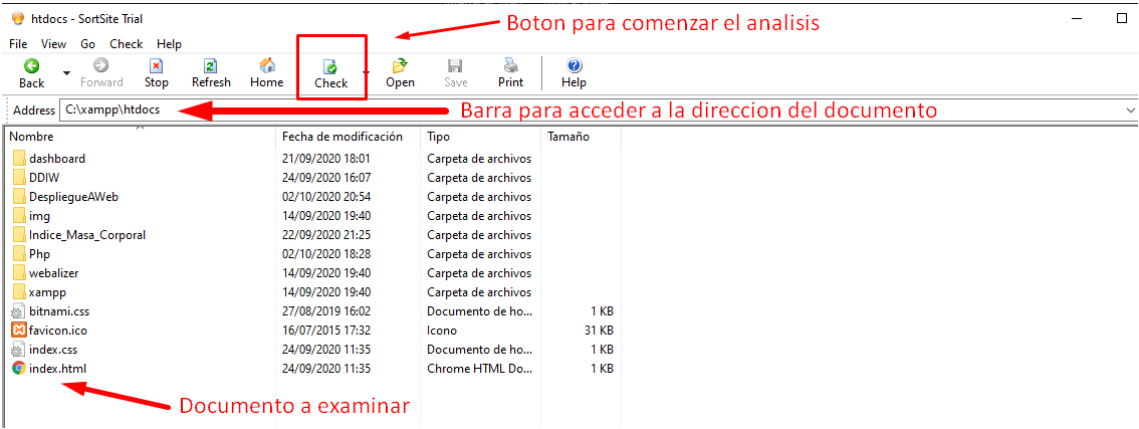 htdocs - SortSite Trial
Boton para comenzar el analisis
File View Go Check Help
Back Forward Stop Refresh Home Check Open Save Print Help
Address C:\xampp\htdocs
Barra para acceder a la direccion del documento
Nombre Fecha de modificación Tipo Tamaño
dashboard 21/09/2020 18:01 Carpeta de archivos
DDIW 24/09/2020 16:07 Carpeta de archivos
DespliegueAWeb 02/10/2020 20:54 Carpeta de archivos
img 14/09/2020 19:40 Carpeta de archivos
Indice_Masa_Corporal 22/09/2020 21:25 Carpeta de archivos
Php 02/10/2020 18:28 Carpeta de archivos
webalizer 14/09/2020 19:40 Carpeta de archivos
xampp 14/09/2020 19:40 Carpeta de archivos
bitnami.css 27/08/2019 16:02 Documento de ho... 1 KB
favicon.ico 16/07/2015 17:32 Icono 31 KB
index.css 24/09/2020 11:35 Documento de ho... 1 KB
index.html 24/09/2020 11:35 Chrome HTML Do... 1 KB
Documento a examinar